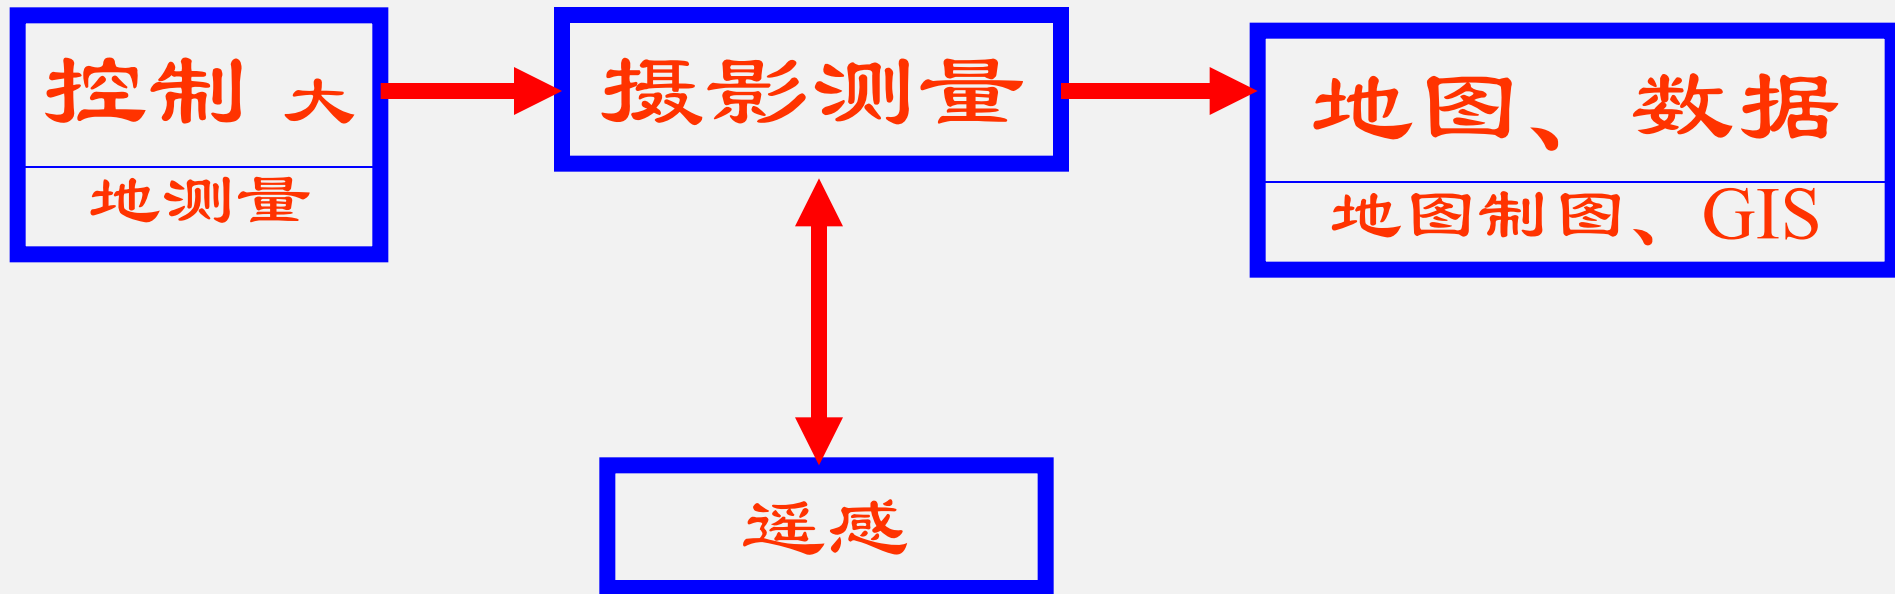 控制 大
地测量
摄影测量
地图、数据
地图制图、GIS
遥感